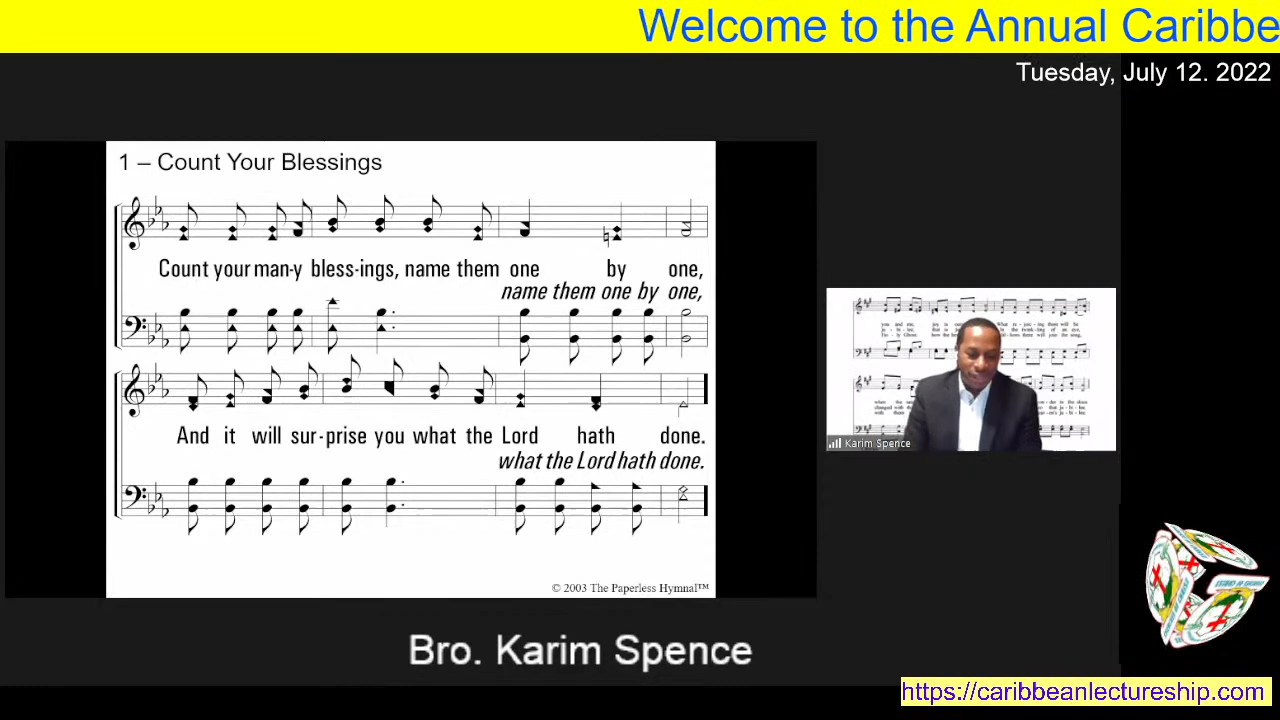 Welcome to the Annual Caribbe
Tuesday, July 12. 2022
1 – Count Your Blessings
Count your man-y bless-ings, name them one by one,
name them one by one,
And it will sur-prise you what the Lord hath done.
what the Lord hath done.
© 2003 The Paperless Hymnal™
Karim Spence
Bro. Karim Spence
https://caribbeanlectureship.com